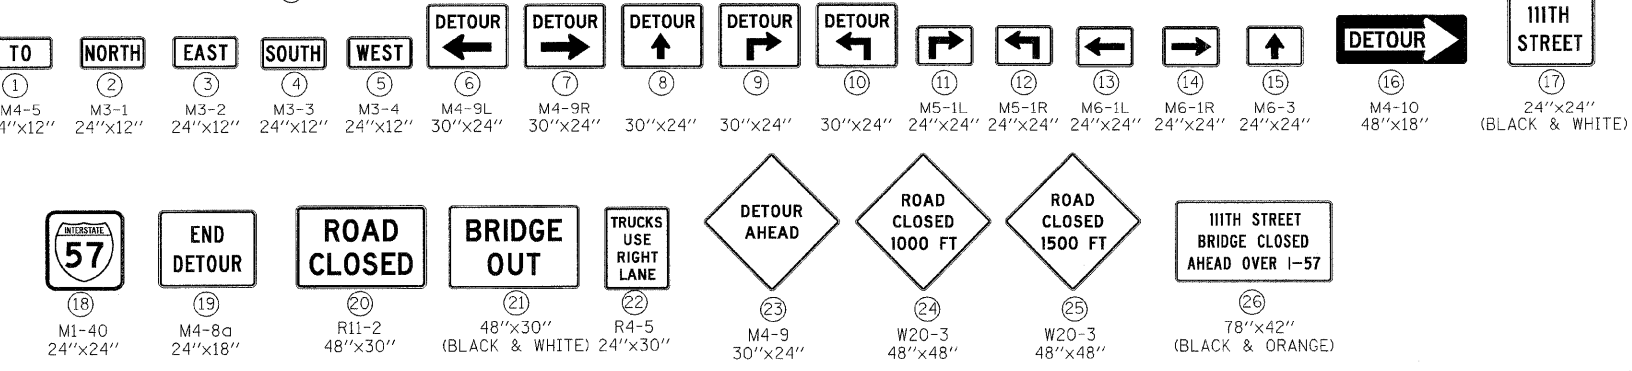 TO
1
M4-5
4''x12''
NORTH
2
M3-1
24''x12''
EAST
3
M3-2
24''x12''
SOUTH
4
M3-3
24''x12''
WEST
5
M3-4
24''x12''
DETOUR
6
M4-9L
30''x24''
DETOUR
7
M4-9R
30''x24''
DETOUR
8
30''x24''
DETOUR
9
30''x24''
DETOUR
10
30''x24''
11
M5-1L
24''x24''
12
M5-1R
24''x24''
13
M6-1L
24''x24''
14
M6-1R
24''x24''
15
M6-3
24''x24''
DETOUR
16
M4-10
48''x18''
111TH
STREET
17
24''x24''
(BLACK & WHITE)
INTERSTATE
57
18
M1-40
24''x24''
END
DETOUR
19
M4-8a
24''x18''
ROAD
CLOSED
20
R11-2
48''x30''
BRIDGE
OUT
21
48''x30''
(BLACK & WHITE)
TRUCKS
USE
RIGHT
LANE
22
R4-5
24''x30''
DETOUR
AHEAD
23
M4-9
30''x24''
ROAD
CLOSED
1000 FT
24
W20-3
48''x48''
ROAD
CLOSED
1500 FT
25
W20-3
48''x48''
111TH STREET
BRIDGE CLOSED
AHEAD OVER I-57
26
78''x42''
(BLACK & ORANGE)